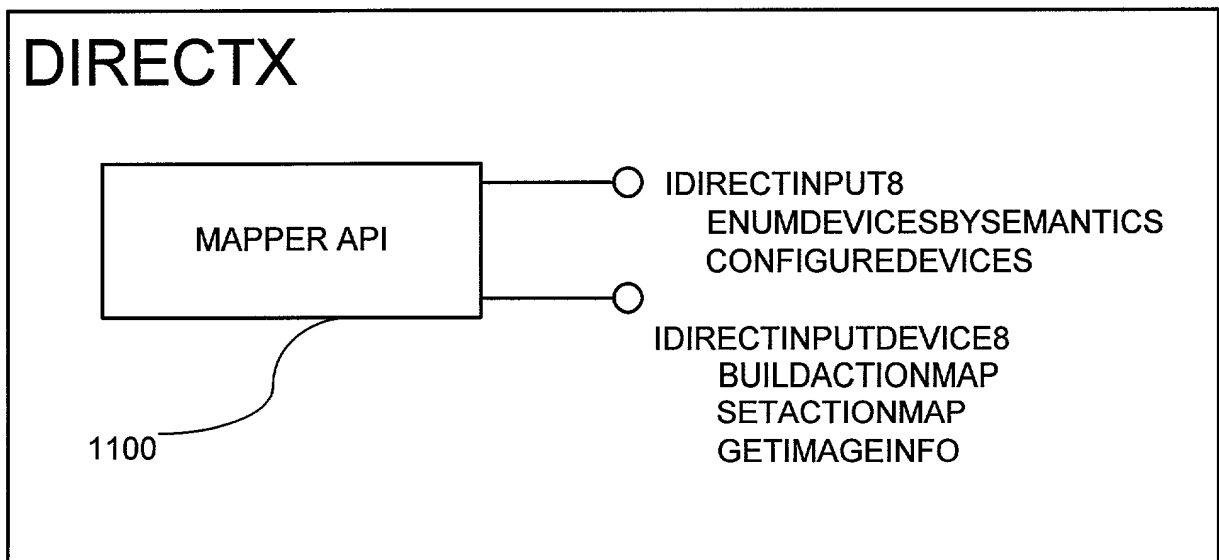 DIRECTX
MAPPER API
IDIRECTINPUT8
ENUMDEVICESBYSEMANTICS
CONFIGUREDEVICES
IDIRECTINPUTDEVICE8
BUILDACTIONMAP
SETACTIONMAP
GETIMAGEINFO
1100